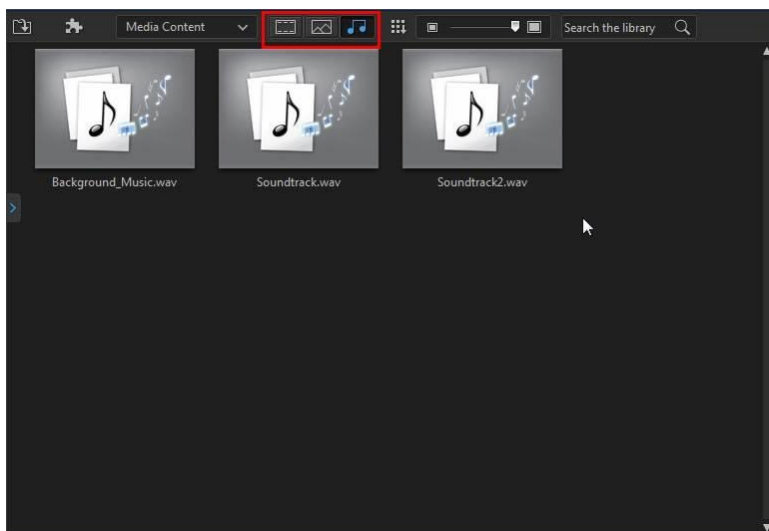 Media Content
Search the library
Background_Music.wav
Soundtrack.wav
Soundtrack2.wav